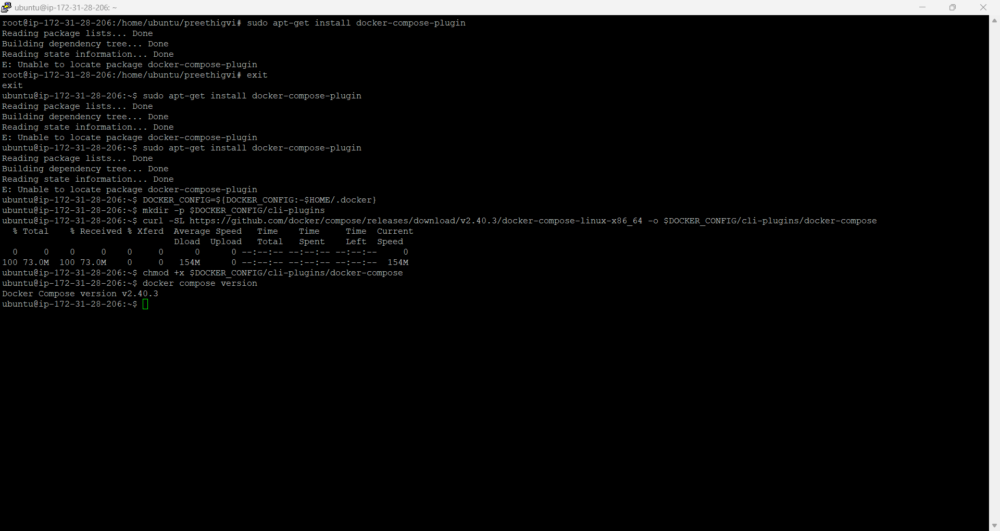 ubuntu@ip-172-31-28-206: ~
root@ip-172-31-28-206:/home/ubuntu/preethigvi# sudo apt-get install docker-compose-plugin
Reading package lists... Done
Building dependency tree... Done
Reading state information... Done
E: Unable to locate package docker-compose-plugin
root@ip-172-31-28-206:/home/ubuntu/preethigvi# exit
exit
ubuntu@ip-172-31-28-206:~$ sudo apt-get install docker-compose-plugin
Reading package lists... Done
Building dependency tree... Done
Reading state information... Done
E: Unable to locate package docker-compose-plugin
ubuntu@ip-172-31-28-206:~$ sudo apt-get install docker-compose-plugin
Reading package lists... Done
Building dependency tree... Done
Reading state information... Done
E: Unable to locate package docker-compose-plugin
ubuntu@ip-172-31-28-206:~$ DOCKER_CONFIG=${DOCKER_CONFIG:-$HOME/.docker}
ubuntu@ip-172-31-28-206:~$ mkdir -p $DOCKER_CONFIG/cli-plugins
ubuntu@ip-172-31-28-206:~$ curl -SL https://github.com/docker/compose/releases/download/v2.40.3/docker-compose-linux-x86_64 -o $DOCKER_CONFIG/cli-plugins/docker-compose
  % Total    % Received % Xferd  Average Speed   Time    Time     Time  Current
                                 Dload  Upload   Total   Spent    Left  Speed
  0     0    0     0    0     0      0      0 --:--:-- --:--:-- --:--:--     0
100 73.0M  100 73.0M    0     0   154M      0 --:--:-- --:--:-- --:--:--  154M
ubuntu@ip-172-31-28-206:~$ chmod +x $DOCKER_CONFIG/cli-plugins/docker-compose
ubuntu@ip-172-31-28-206:~$ docker compose version
Docker Compose version v2.40.3
ubuntu@ip-172-31-28-206:~$